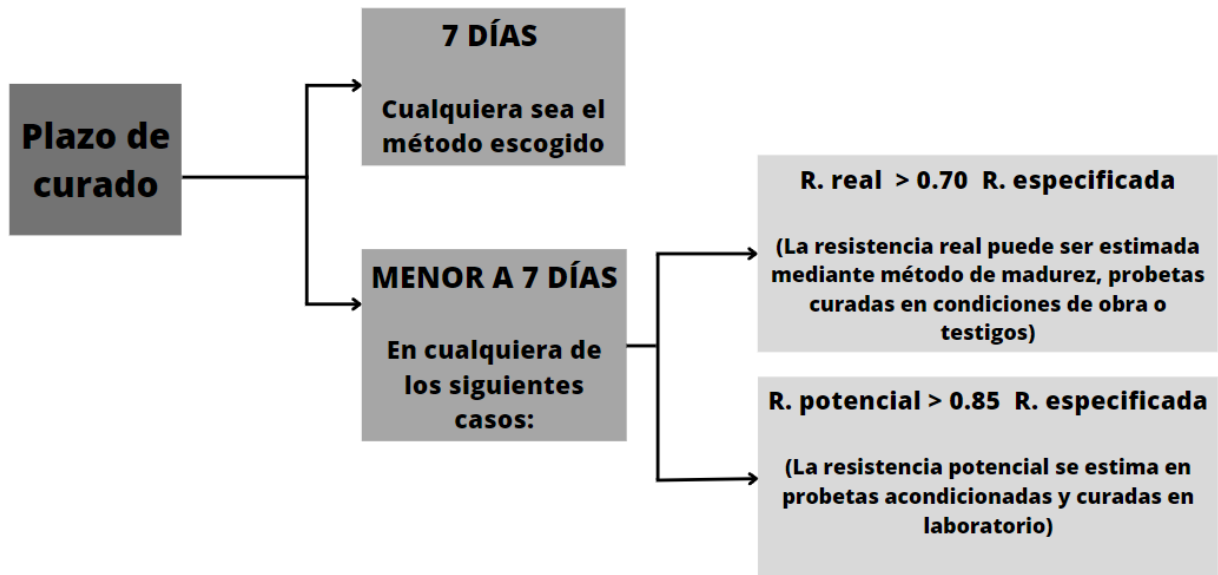 Plazo de
curado
7 DÍAS
Cualquiera sea el
método escogido
MENOR A 7 DÍAS
En cualquiera de
los siguientes
casos:
R. real > 0.70 R. especificada
(La resistencia real puede ser estimada
mediante método de madurez, probetas
curadas en condiciones de obra o
testigos)
R. potencial > 0.85 R. especificada
(La resistencia potencial se estima en
probetas acondicionadas y curadas en
laboratorio)